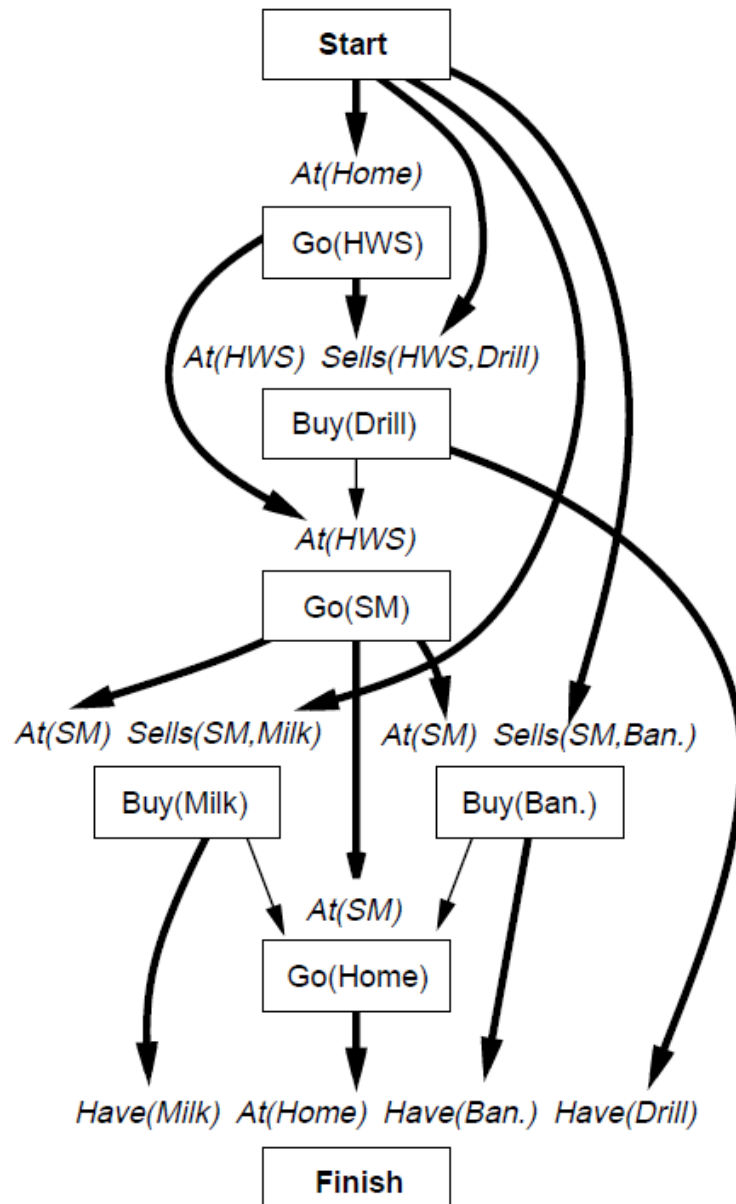 Start
At(Home)
Go(HWS)
At(HWS) Sells(HWS,Drill)
Buy(Drill)
At(HWS)
Go(SM)
At(SM) Sells(SM,Milk) At(SM) Sells(SM,Ban.)
Buy(Milk) Buy(Ban.)
At(SM)
Go(Home)
Have(Milk) At(Home) Have(Ban.) Have(Drill)
Finish